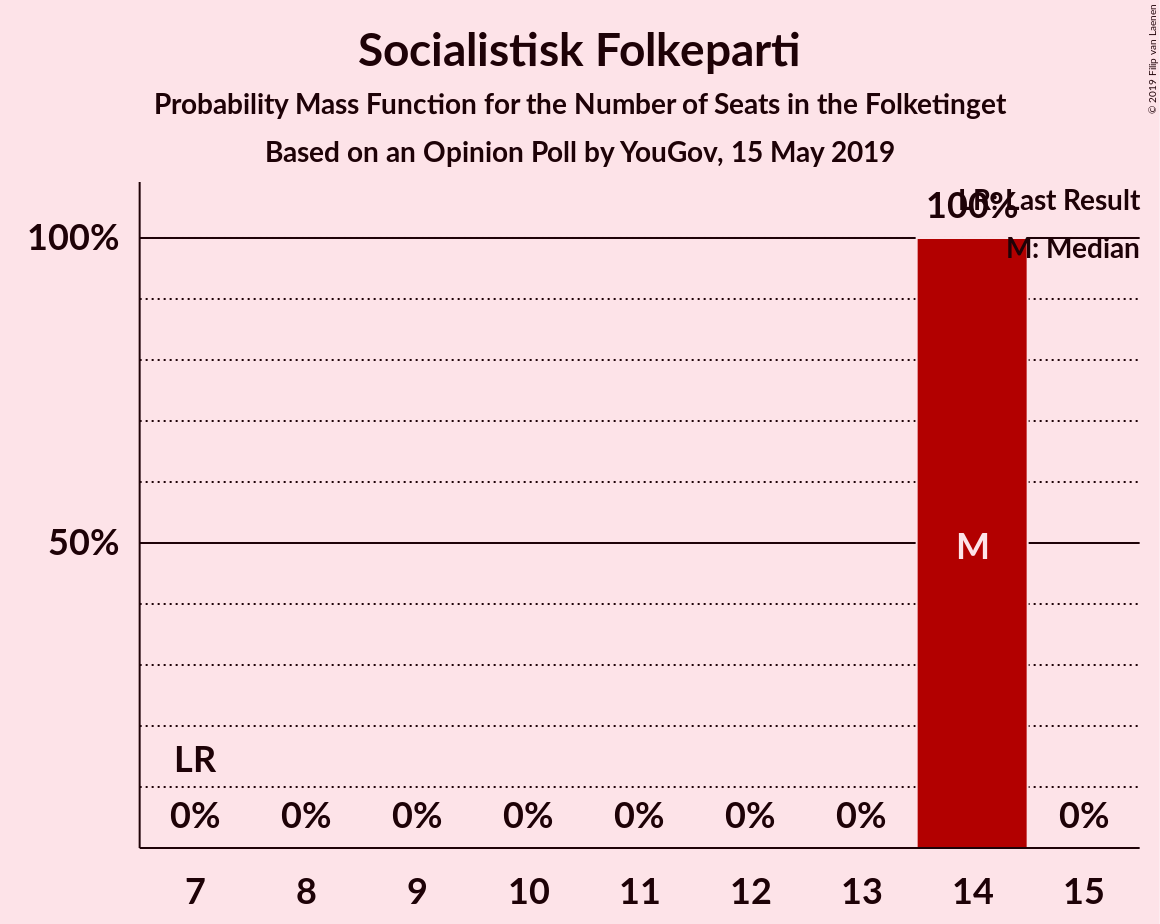 Socialistisk Folkeparti
Probability Mass Function for the Number of Seats in the Folketinget
Based on an Opinion Poll by YouGov, 15 May 2019
© 2019 Filip van Laenen
LR: Last Result
M: Median
100%
100%
50%
M
LR
0% 0% 0% 0% 0% 0% 0% 0%
7 8 9 10 11 12 13 14 15